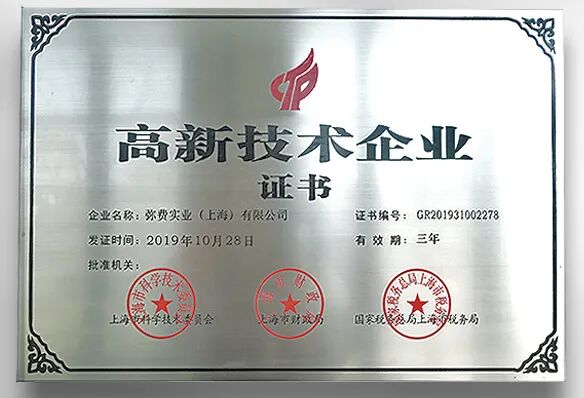 高新技术企业
证书
企业名称：弥费实业（上海）有限公司 证书编号：GR201931002278
发证时间：2019年10月28日 有效期：三年
批准机关：
上海市科学技术委员会 上海市财政局 国家税务总局上海市税务局